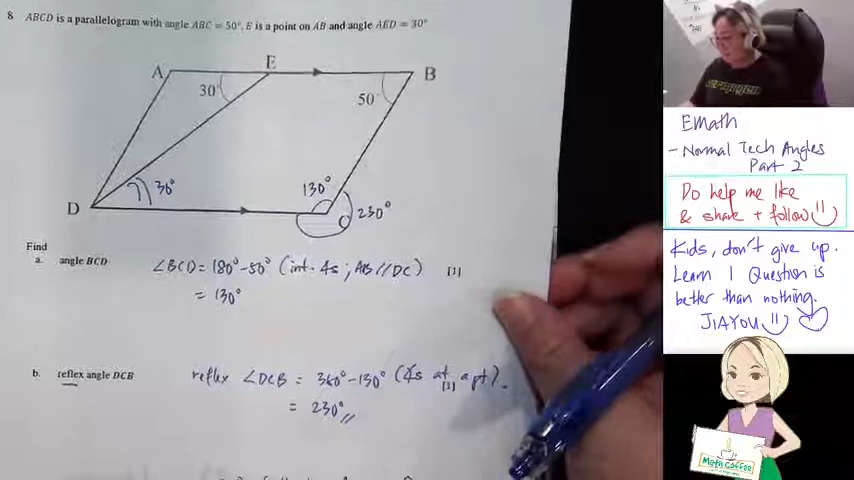 8 ABCD is a parallelogram with angle ABC = 50°. E is a point on AB and angle AED = 30°
A E B
30° 50°
30° 130°
D C 230°
Find
a. angle BCD ∠BCD = 180° - 50° (int. ∠s ; AB // DC) [1]
= 130°
b. reflex angle DCB reflex ∠DCB = 360° - 130° (∠s at a pt).
[1]
= 230° //
EMath
- Normal Tech Angles
Part 2
Do help me like
& share + follow
Kids, don't give up.
Learn 1 Question is
better than nothing.
JIAYOU
Math Coffee